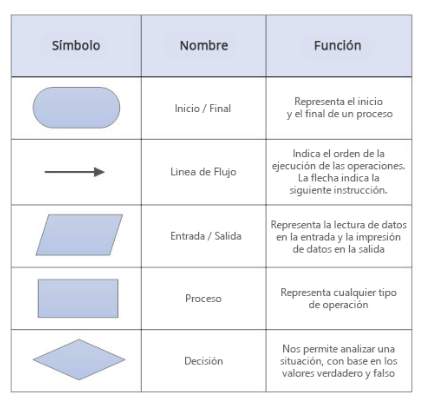 Símbolo
Nombre
Función
Inicio / Final
Representa el inicio
y el final de un proceso
Linea de Flujo
Indica el orden de la
ejecución de las operaciones.
La flecha indica la
siguiente instrucción.
Entrada / Salida
Representa la lectura de datos
en la entrada y la impresión
de datos en la salida
Proceso
Representa cualquier tipo
de operación
Decisión
Nos permite analizar una
situación, con base en los
valores verdadero y falso